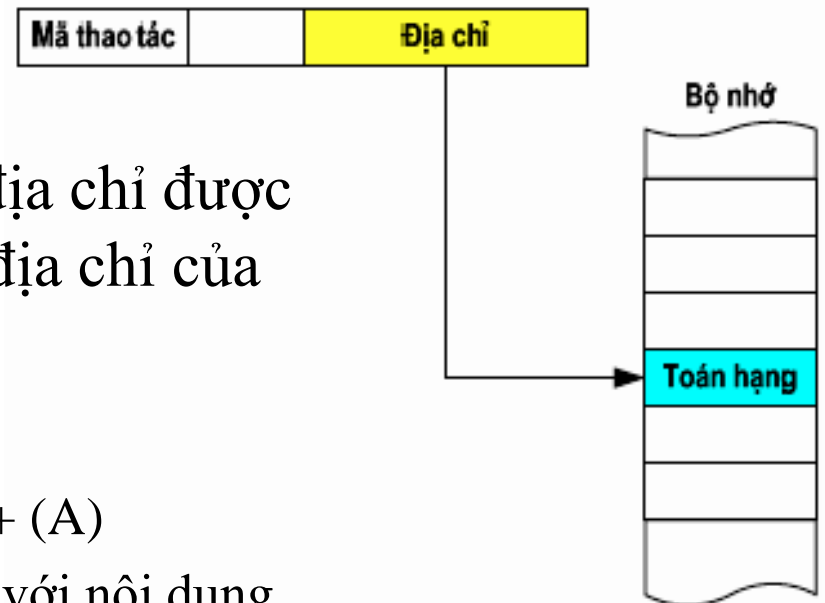 Mã thao tác Địa chỉ
Bộ nhớ
địa chỉ được
địa chỉ của
Toán hạng
+ (A)
với nội dung